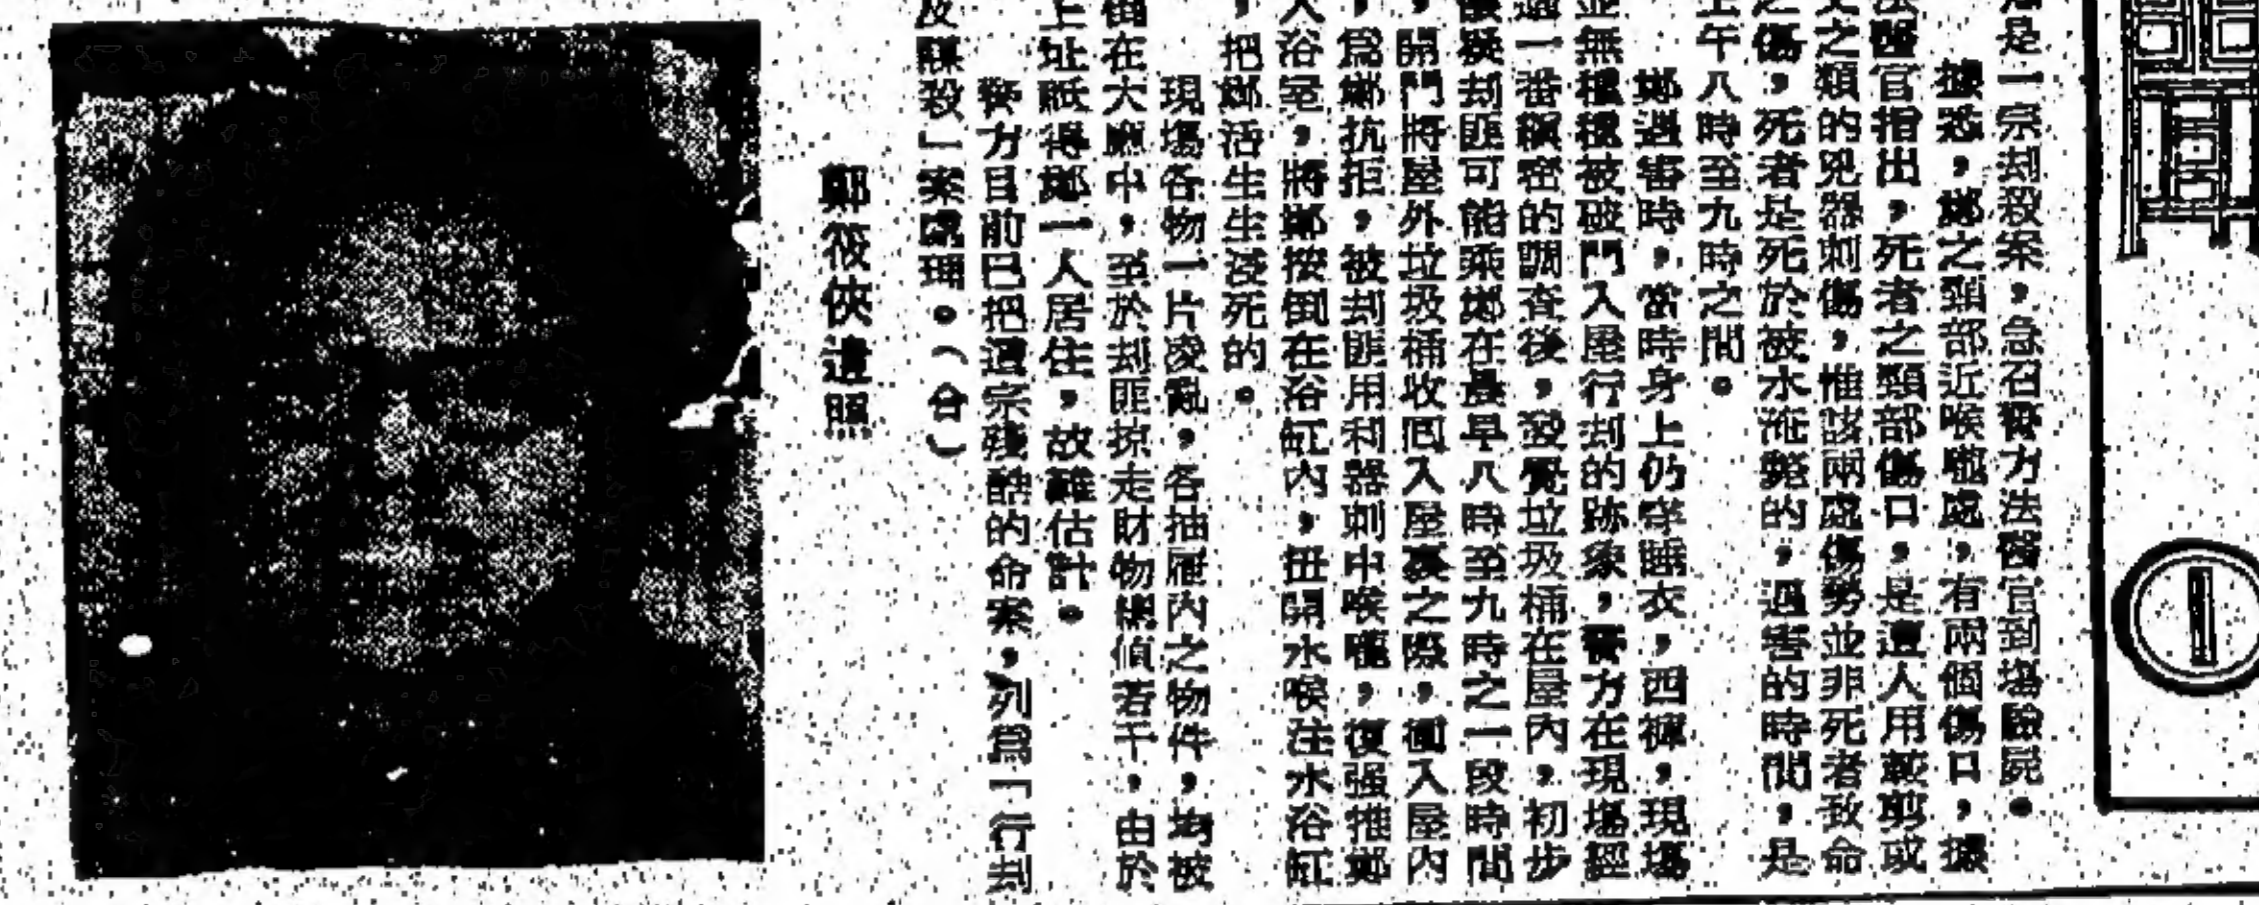 是一宗刦殺案，急召警方法醫官到場驗屍。
據悉，鄭之頸部近喉嚨處，有兩個傷口，據
法醫官指出，死者之頸部傷口，是遭人用鉸剪或
之類的兇器刺傷，惟該兩處傷勢並非死者致命
之傷，死者是死於被水淹斃的，遇害的時間，是
上午八時至九時之間。
鄭遇害時，當時身上仍穿睡衣，西褲，現場
並無種種被破門入屋行刦的跡象，警方在現場經
過一番縝密的調查後，發覺垃圾桶在屋內，初步
懷疑刦匪可能乘鄭在晨早八時至九時之一段時間
，開門將屋外垃圾桶收囘入屋裏之際，衝入屋內
，爲鄭抗拒，被刦匪用利器刺中喉嚨，復强推鄭
入浴室，將鄭按倒在浴缸內，扭開水喉注水浴缸
，把鄭活生生浸死的。
現場各物一片凌亂，各抽屜內之物件，均被
倒在大廳中，至於刦匪掠走財物總值若干，由於
上址祇得鄭一人居住，故難估計。
警方目前已把這宗殘酷的命案，列爲「行刦
及謀殺」案處理。（合）
鄭筱俠遺照